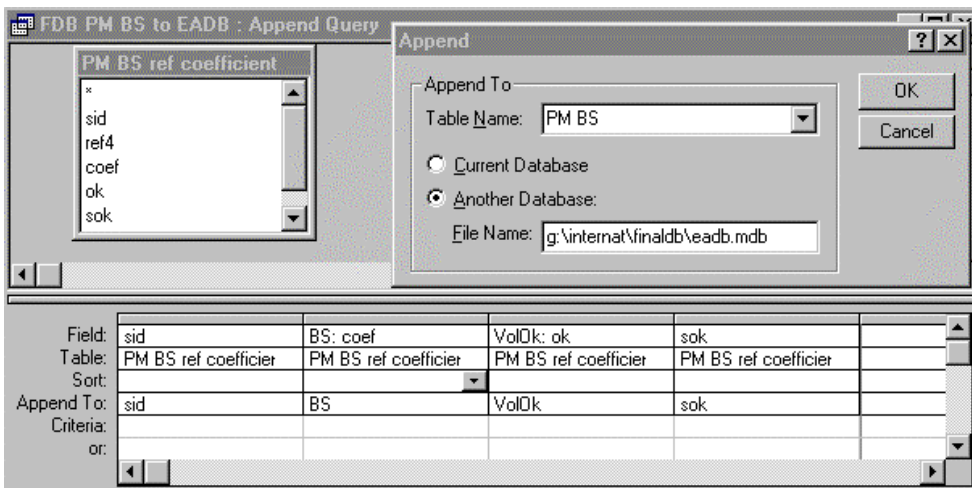 FDB PM BS to EADB : Append Query
PM BS ref coefficient
*
sid
ref4
coef
ok
sok
Append
Append To
Table Name: PM BS
Current Database
Another Database:
File Name: g:\internat\finaldb\eadb.mdb
OK
Cancel
Field: sid BS: coef VolOk: ok sok
Table: PM BS ref coefficier PM BS ref coefficier PM BS ref coefficier PM BS ref coefficier
Sort:
Append To: sid BS VolOk sok
Criteria:
or: